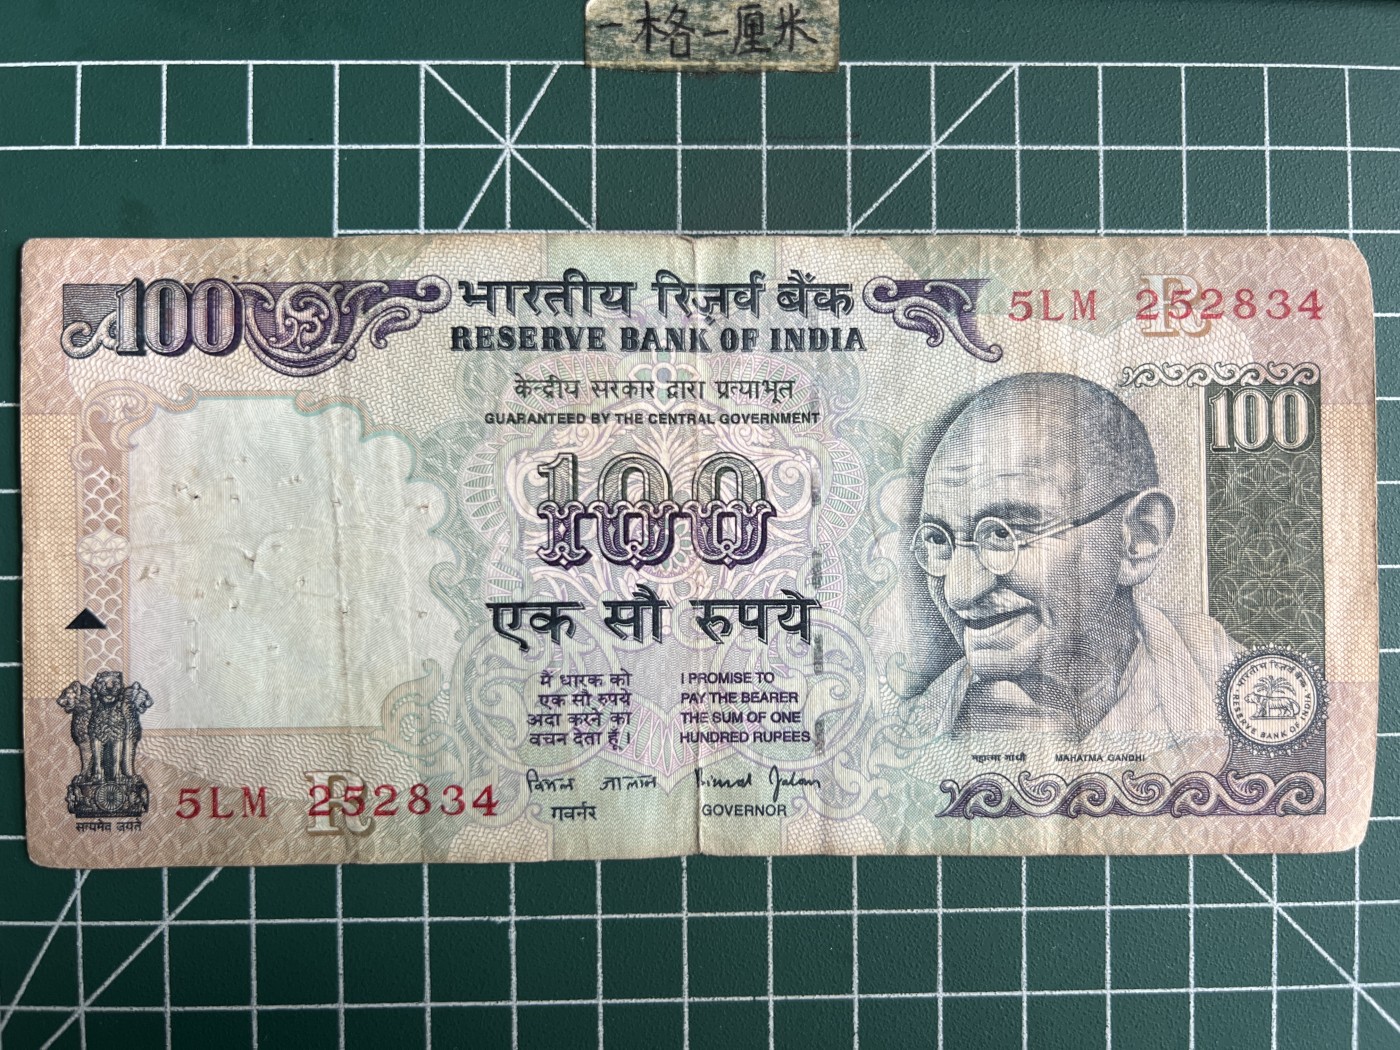 一格一厘米
100
भारतीय रिज़र्व बैंक
RESERVE BANK OF INDIA
5LM 252834
R
केन्द्रीय सरकार द्वारा प्रत्याभूत
GUARANTEED BY THE CENTRAL GOVERNMENT
100
100
एक सौ रुपये
मैं धारक को
एक सौ रुपये
अदा करने का
वचन देता हूँ।
I PROMISE TO
PAY THE BEARER
THE SUM OF ONE
HUNDRED RUPEES
बिमल जालान
Bimal Jalan
गवर्नर
GOVERNOR
महात्मा गांधी
MAHATMA GANDHI
भारतीय रिज़र्व बैंक
RESERVE BANK OF INDIA
5LM 252834
R
सत्यमेव जयते